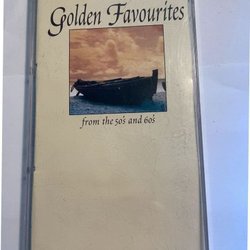 Golden Favourites
from the 50's and 60's